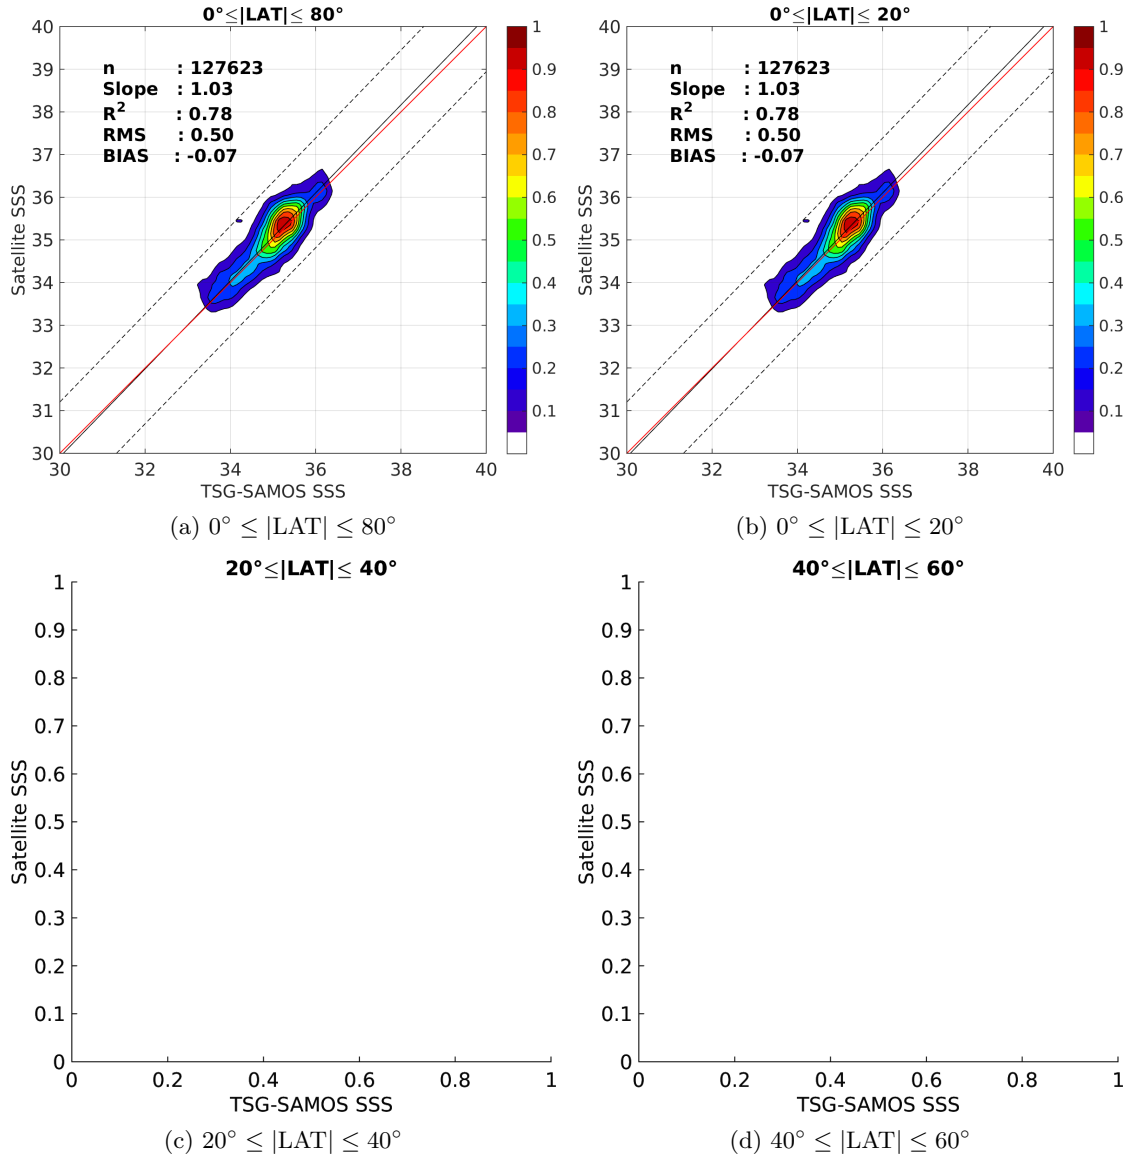 0°≤|LAT|≤ 80°
40
39
38
37
36
35
34
33
32
31
30
Satellite SSS
n : 127623
Slope : 1.03
R² : 0.78
RMS : 0.50
BIAS : -0.07
30 32 34 36 38 40
TSG-SAMOS SSS
1
0.9
0.8
0.7
0.6
0.5
0.4
0.3
0.2
0.1
(a) 0° ≤ |LAT| ≤ 80°
0°≤|LAT|≤ 20°
40
39
38
37
36
35
34
33
32
31
30
Satellite SSS
n : 127623
Slope : 1.03
R² : 0.78
RMS : 0.50
BIAS : -0.07
30 32 34 36 38 40
TSG-SAMOS SSS
1
0.9
0.8
0.7
0.6
0.5
0.4
0.3
0.2
0.1
(b) 0° ≤ |LAT| ≤ 20°
20°≤|LAT|≤ 40°
1
0.9
0.8
0.7
0.6
0.5
0.4
0.3
0.2
0.1
0
Satellite SSS
0 0.2 0.4 0.6 0.8 1
TSG-SAMOS SSS
(c) 20° ≤ |LAT| ≤ 40°
40°≤|LAT|≤ 60°
1
0.9
0.8
0.7
0.6
0.5
0.4
0.3
0.2
0.1
0
Satellite SSS
0 0.2 0.4 0.6 0.8 1
TSG-SAMOS SSS
(d) 40° ≤ |LAT| ≤ 60°